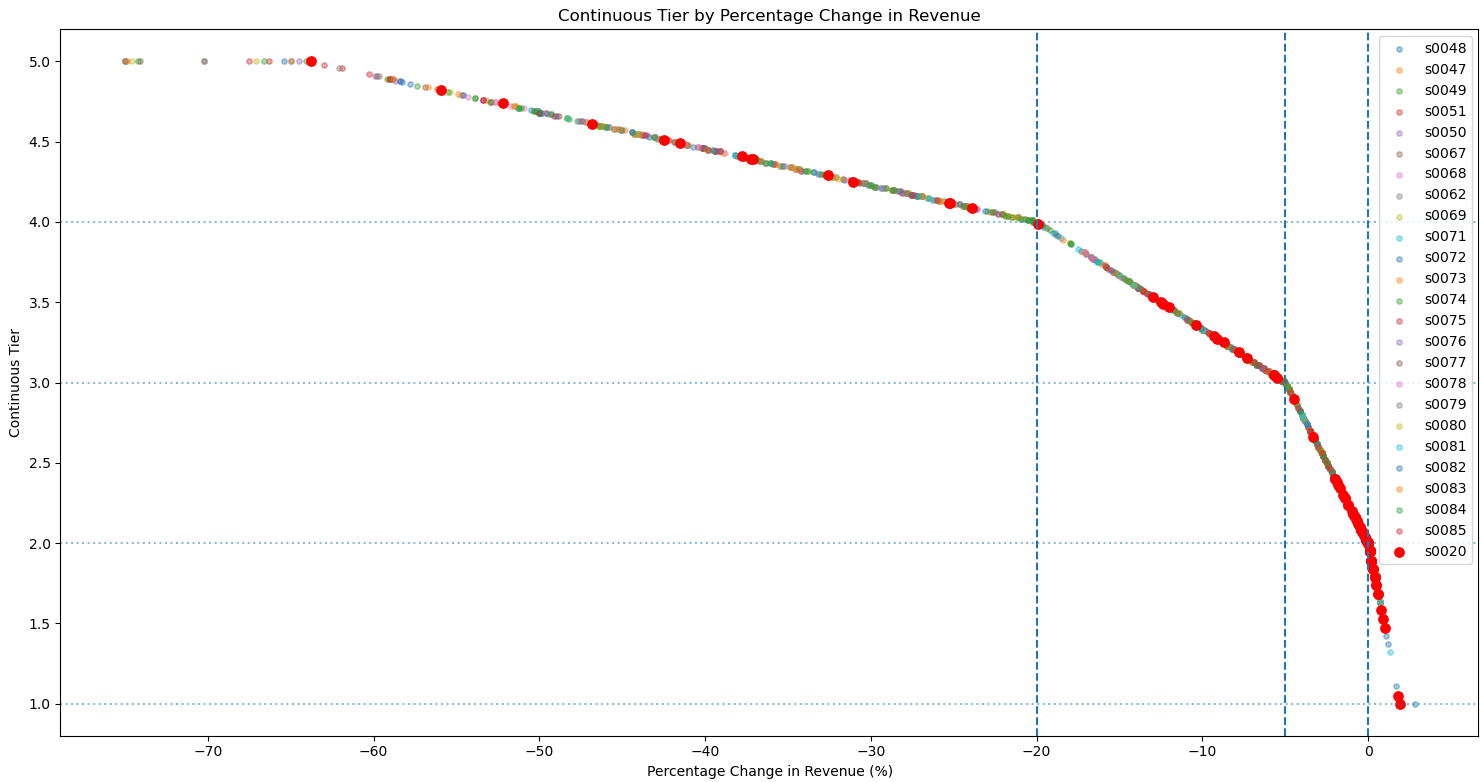 Continuous Tier by Percentage Change in Revenue
Continuous Tier
5.0
4.5
4.0
3.5
3.0
2.5
2.0
1.5
1.0
s0048
s0047
s0049
s0051
s0050
s0067
s0068
s0062
s0069
s0071
s0072
s0073
s0074
s0075
s0076
s0077
s0078
s0079
s0080
s0081
s0082
s0083
s0084
s0085
s0020
−70 −60 −50 −40 −30 −20 −10 0
Percentage Change in Revenue (%)